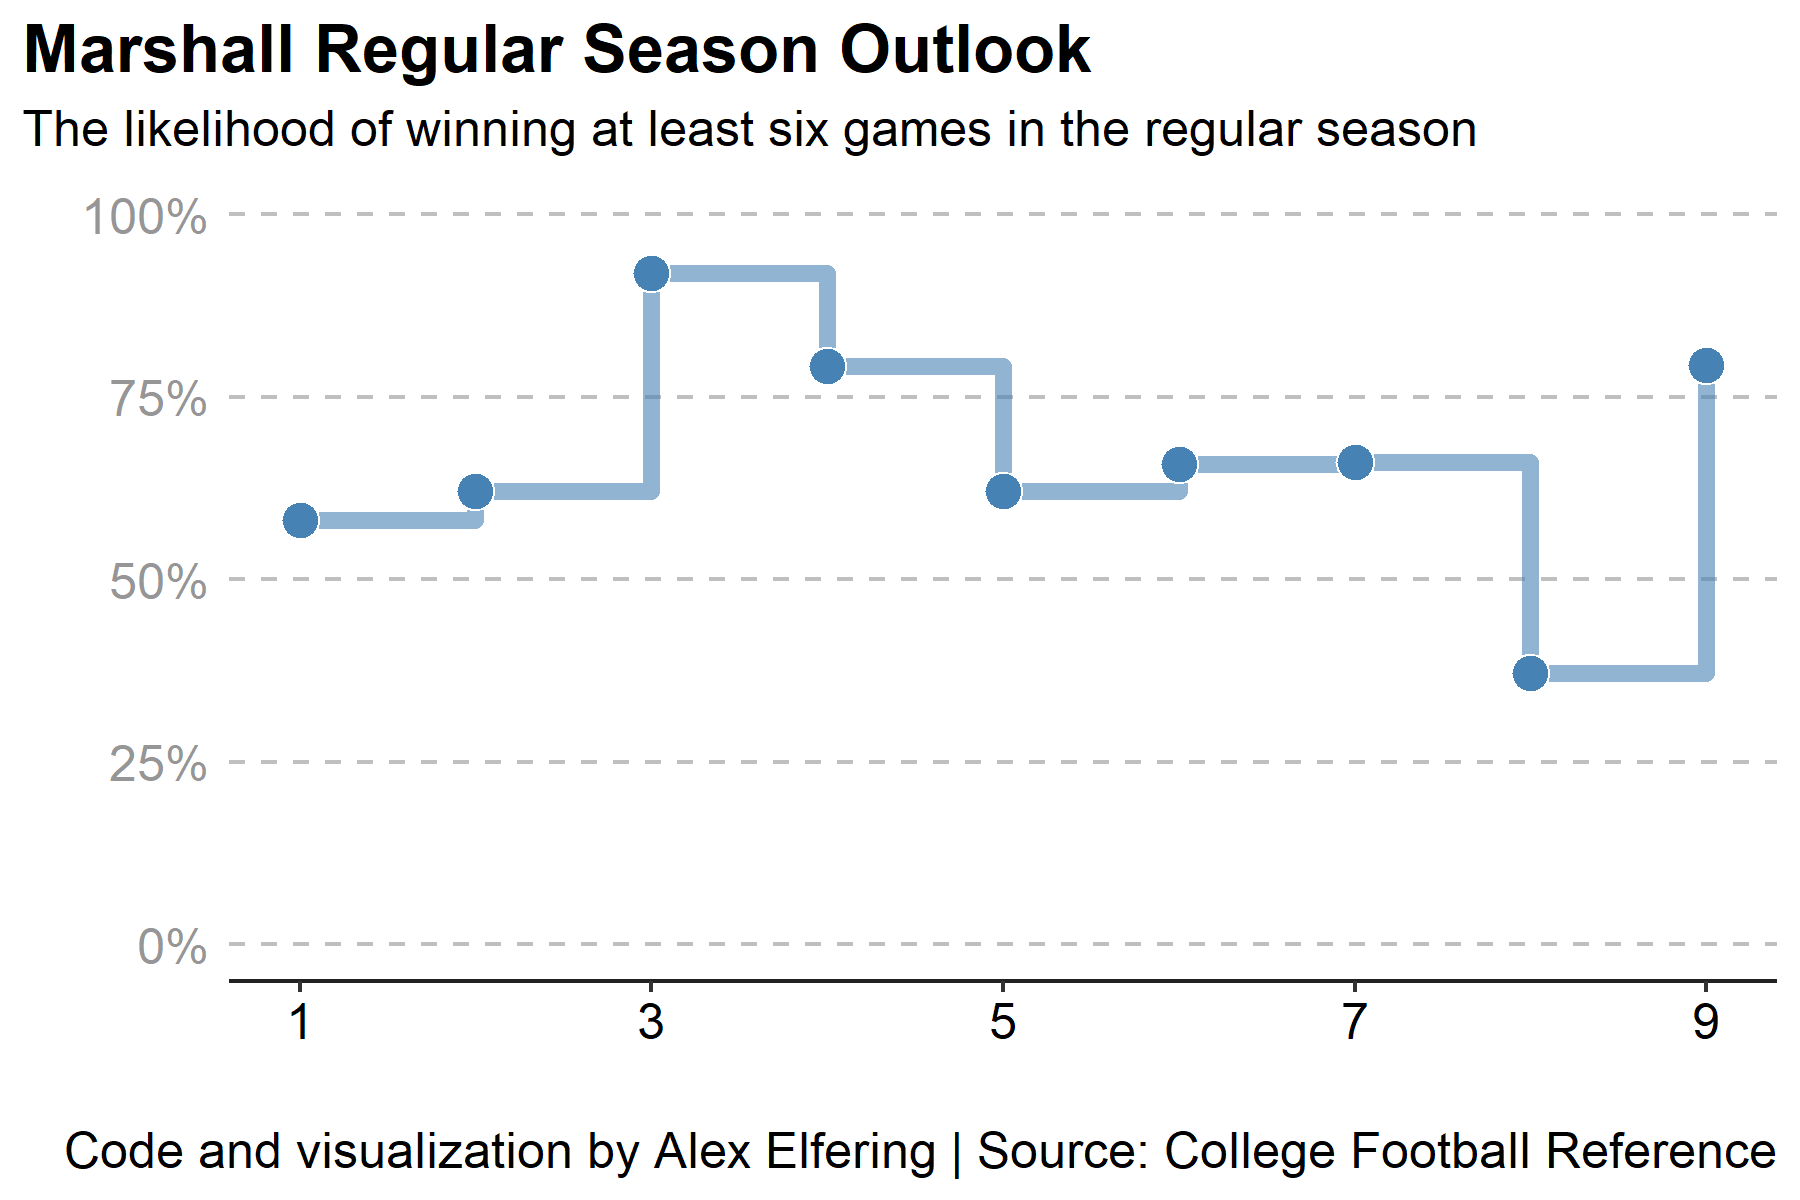 Marshall Regular Season Outlook
The likelihood of winning at least six games in the regular season
100%
75%
50%
25%
0%
1 3 5 7 9
Code and visualization by Alex Elfering | Source: College Football Reference